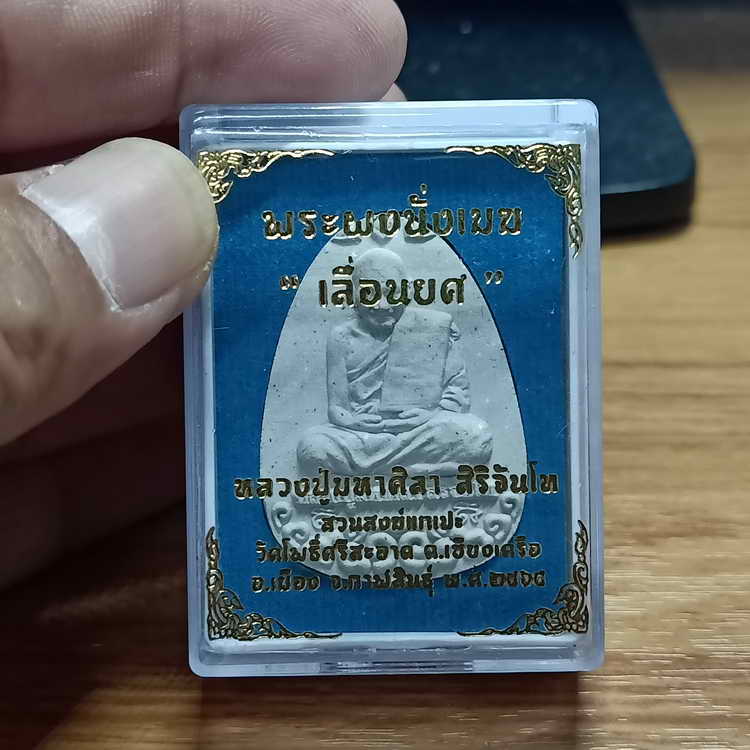 พระผงนั่งเมฆ
“ เลื่อนยศ ”
หลวงปู่มหาศิลา สิริจันโท
สวนสงฆ์แกเปะ
วัดโพธิ์ศรีสะอาด ต.เชียงเครือ
อ.เมือง จ.กาฬสินธุ์ พ.ศ.๒๕๖๔